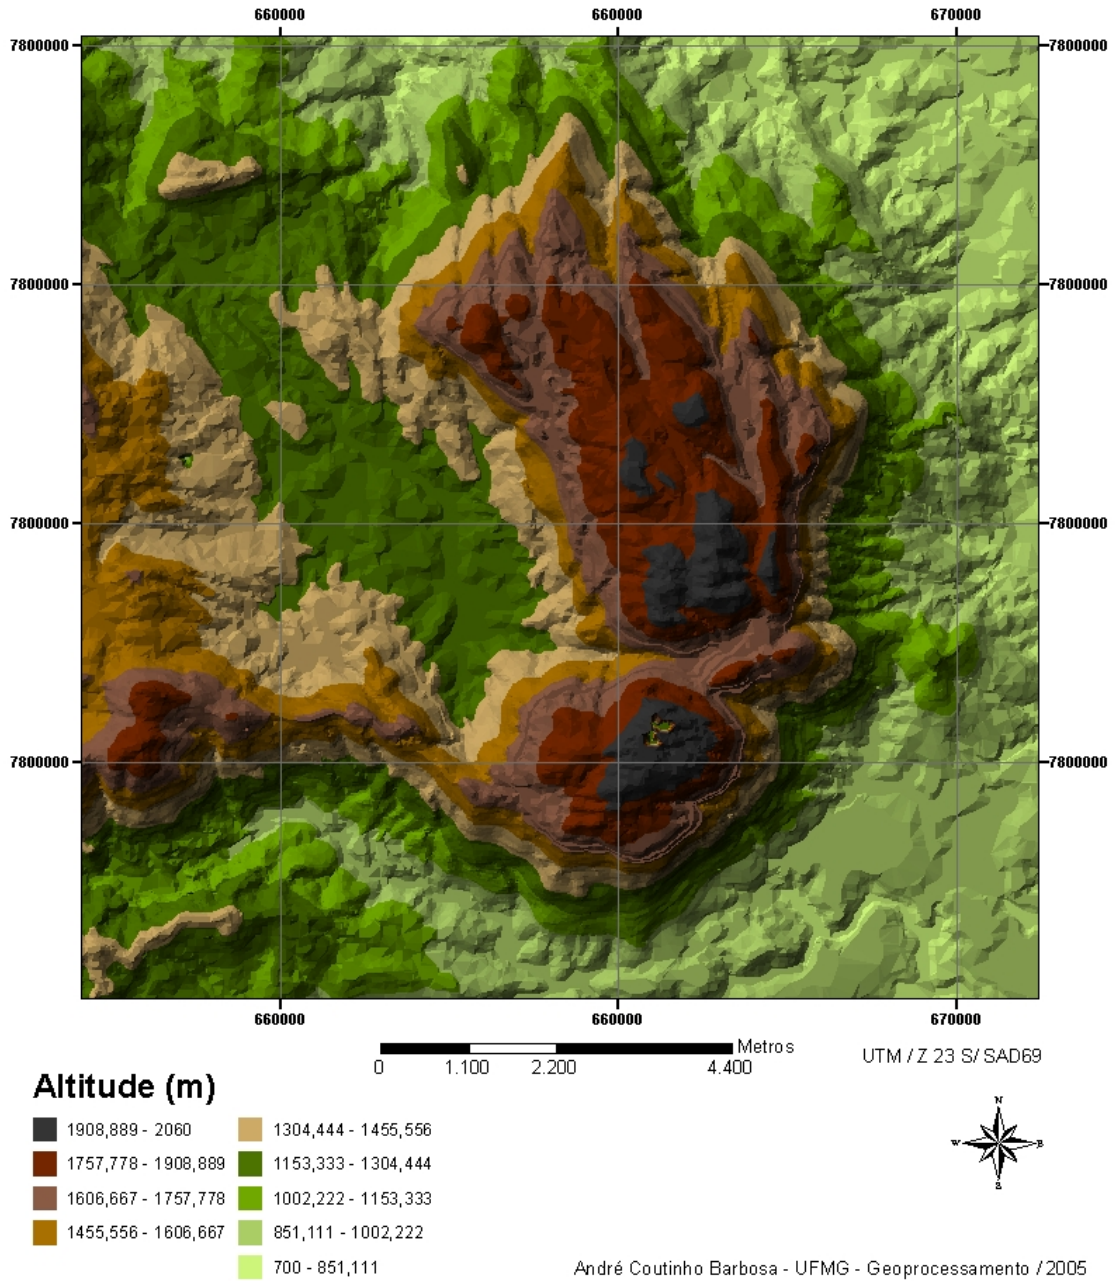 660000 660000 670000
7800000 7800000
7800000 7800000
7800000 7800000
7800000 7800000
660000 660000 670000
Metros
0 1.100 2.200 4.400
UTM / Z 23 S/ SAD69
Altitude (m)
1908,889 - 2060
1757,778 - 1908,889
1606,667 - 1757,778
1455,556 - 1606,667
1304,444 - 1455,556
1153,333 - 1304,444
1002,222 - 1153,333
851,111 - 1002,222
700 - 851,111
N
W E
S
André Coutinho Barbosa - UFMG - Geoprocessamento / 2005